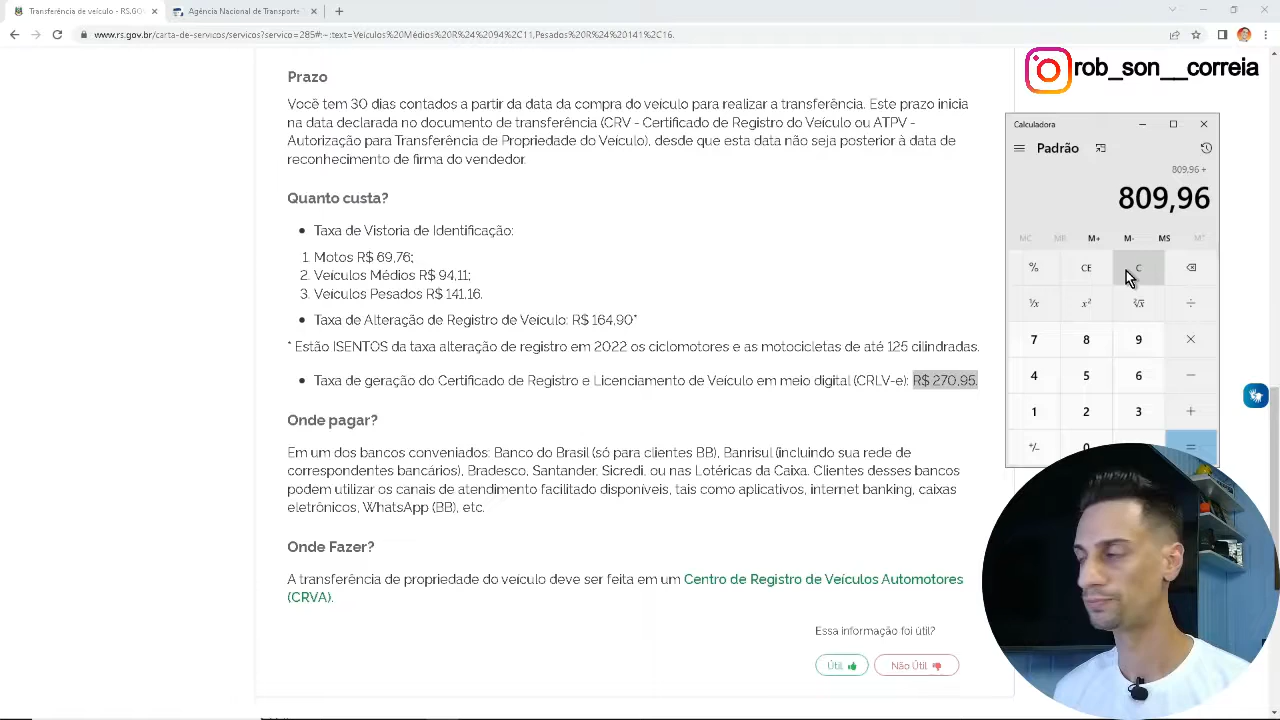 Transferência de veículo - RS.GO
Agência Nacional de Transporte
www.rs.gov.br/carta-de-servicos/servicos?servico=285#:~:text=Veículos%20Médios%20R%24%2094%2C11,Pesados%20R%24%20141%2C16.
rob_son__correia
Prazo
Você tem 30 dias contados a partir da data da compra do veículo para realizar a transferência. Este prazo inicia
na data declarada no documento de transferência (CRV - Certificado de Registro do Veículo ou ATPV -
Autorização para Transferência de Propriedade do Veículo), desde que esta data não seja posterior à data de
reconhecimento de firma do vendedor.
Quanto custa?
• Taxa de Vistoria de Identificação:
1. Motos R$ 69,76;
2. Veículos Médios R$ 94,11;
3. Veículos Pesados R$ 141,16.
• Taxa de Alteração de Registro de Veículo: R$ 164,90*
* Estão ISENTOS da taxa alteração de registro em 2022 os ciclomotores e as motocicletas de até 125 cilindradas.
• Taxa de geração do Certificado de Registro e Licenciamento de Veículo em meio digital (CRLV-e): R$ 270,95.
Onde pagar?
Em um dos bancos conveniados: Banco do Brasil (só para clientes BB), Banrisul (incluindo sua rede de
correspondentes bancários), Bradesco, Santander, Sicredi, ou nas Lotéricas da Caixa. Clientes desses bancos
podem utilizar os canais de atendimento facilitado disponíveis, tais como aplicativos, internet banking, caixas
eletrônicos, WhatsApp (BB), etc.
Onde Fazer?
A transferência de propriedade do veículo deve ser feita em um Centro de Registro de Veículos Automotores
(CRVA).
Essa informação foi útil?
Útil
Não Útil
Calculadora
Padrão
809,96 +
809,96
MC MR M+ M- MS M˅
% CE C
¹/x x² ²√x ÷
7 8 9 ×
4 5 6 −
1 2 3 +
+/− 0 =